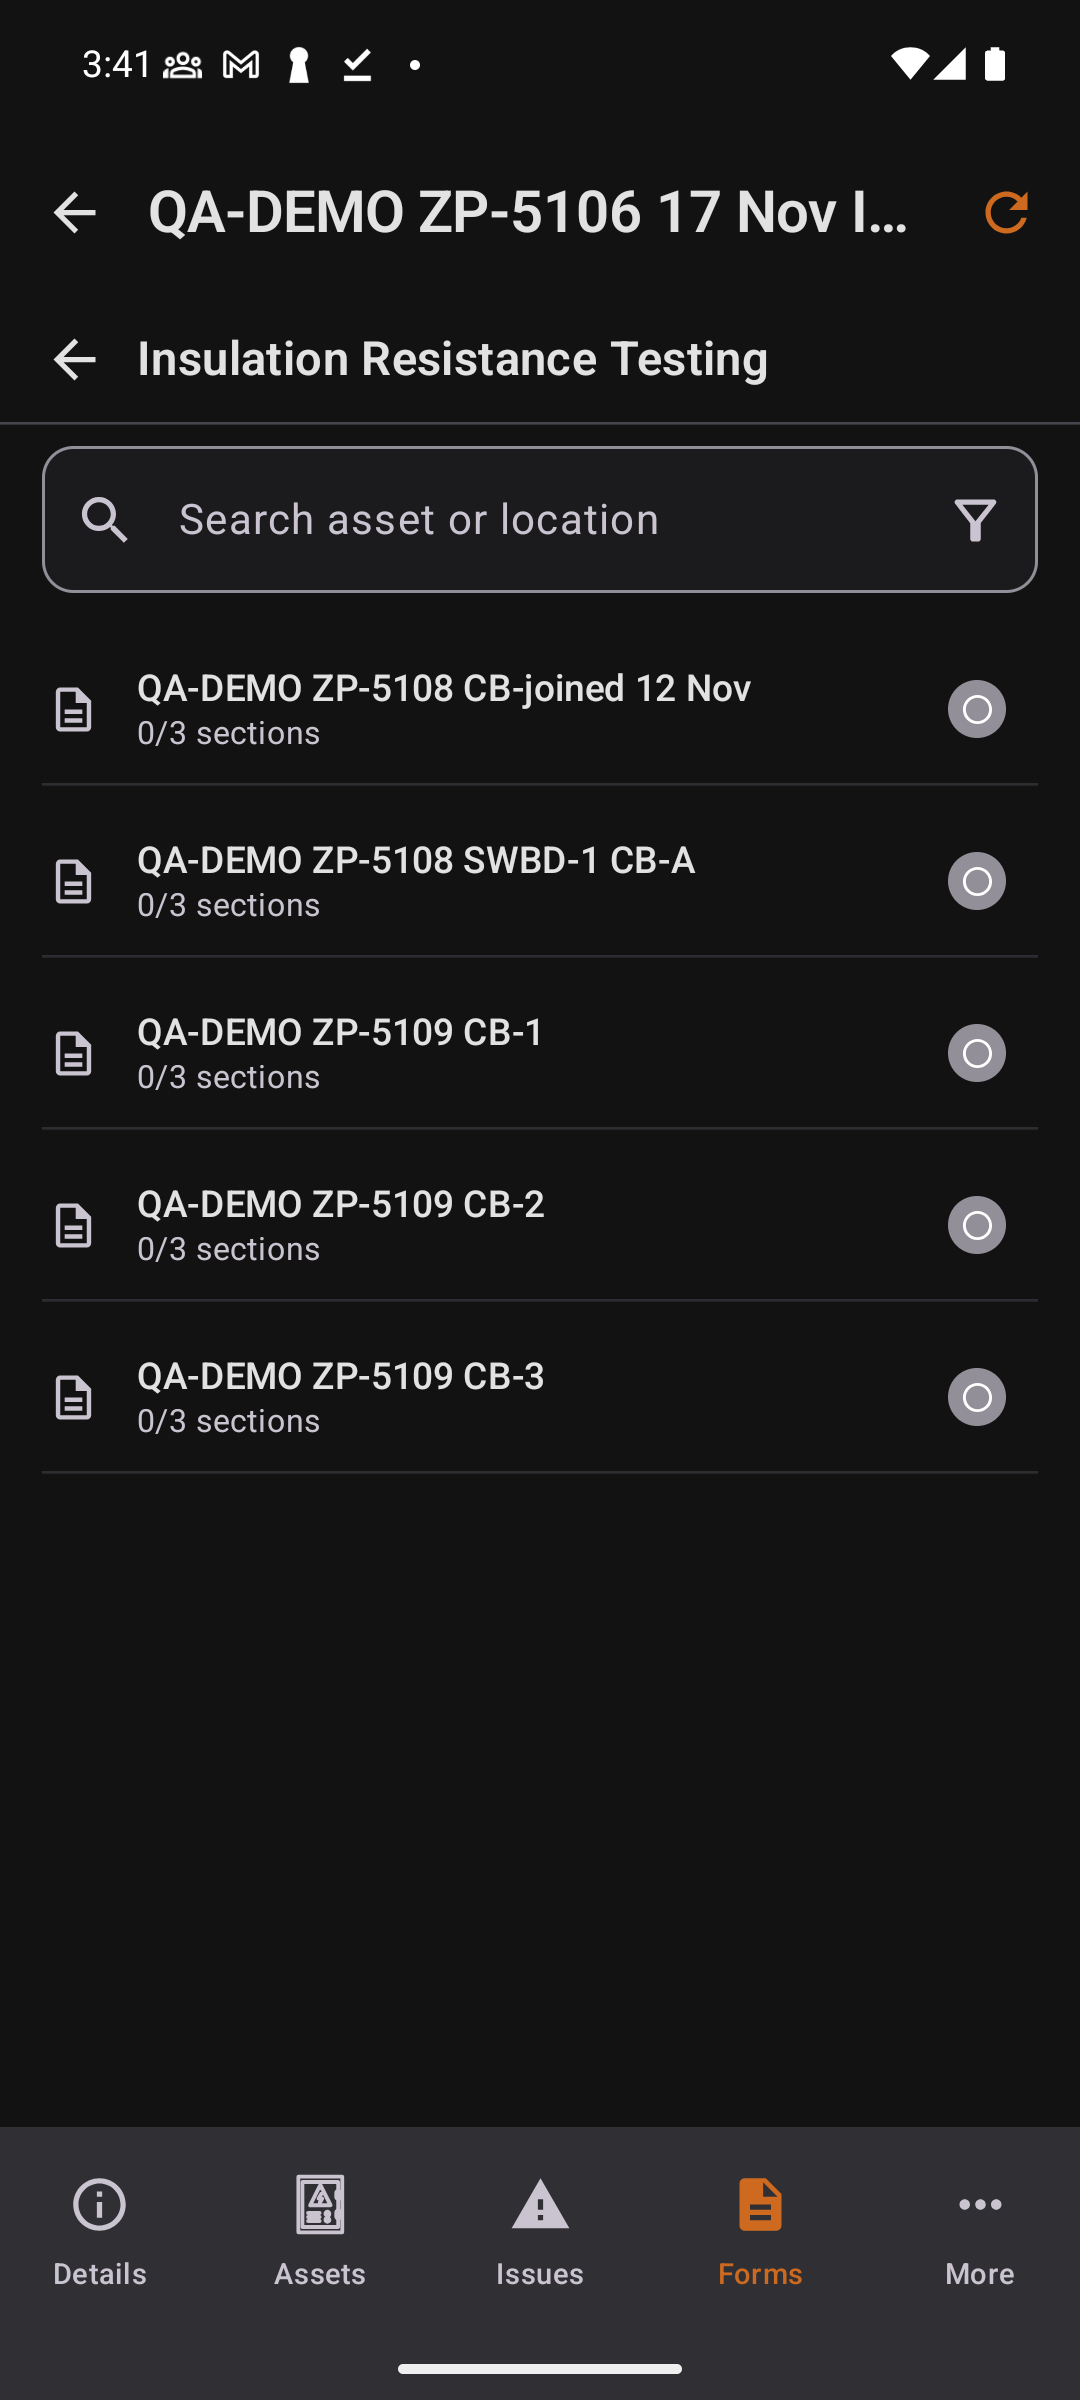 3:41
QA-DEMO ZP-5106 17 Nov I...
Insulation Resistance Testing
Search asset or location
QA-DEMO ZP-5108 CB-joined 12 Nov
0/3 sections
QA-DEMO ZP-5108 SWBD-1 CB-A
0/3 sections
QA-DEMO ZP-5109 CB-1
0/3 sections
QA-DEMO ZP-5109 CB-2
0/3 sections
QA-DEMO ZP-5109 CB-3
0/3 sections
Details
Assets
Issues
Forms
More